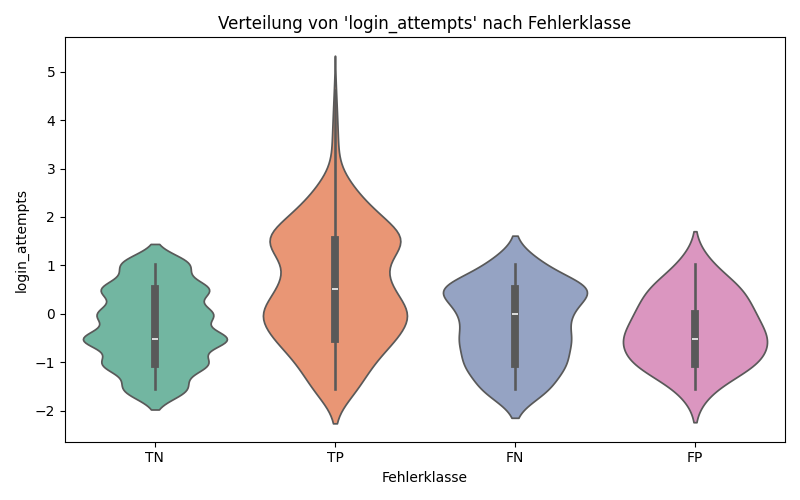 Verteilung von 'login_attempts' nach Fehlerklasse
login_attempts
5
4
3
2
1
0
−1
−2
TN
TP
FN
FP
Fehlerklasse